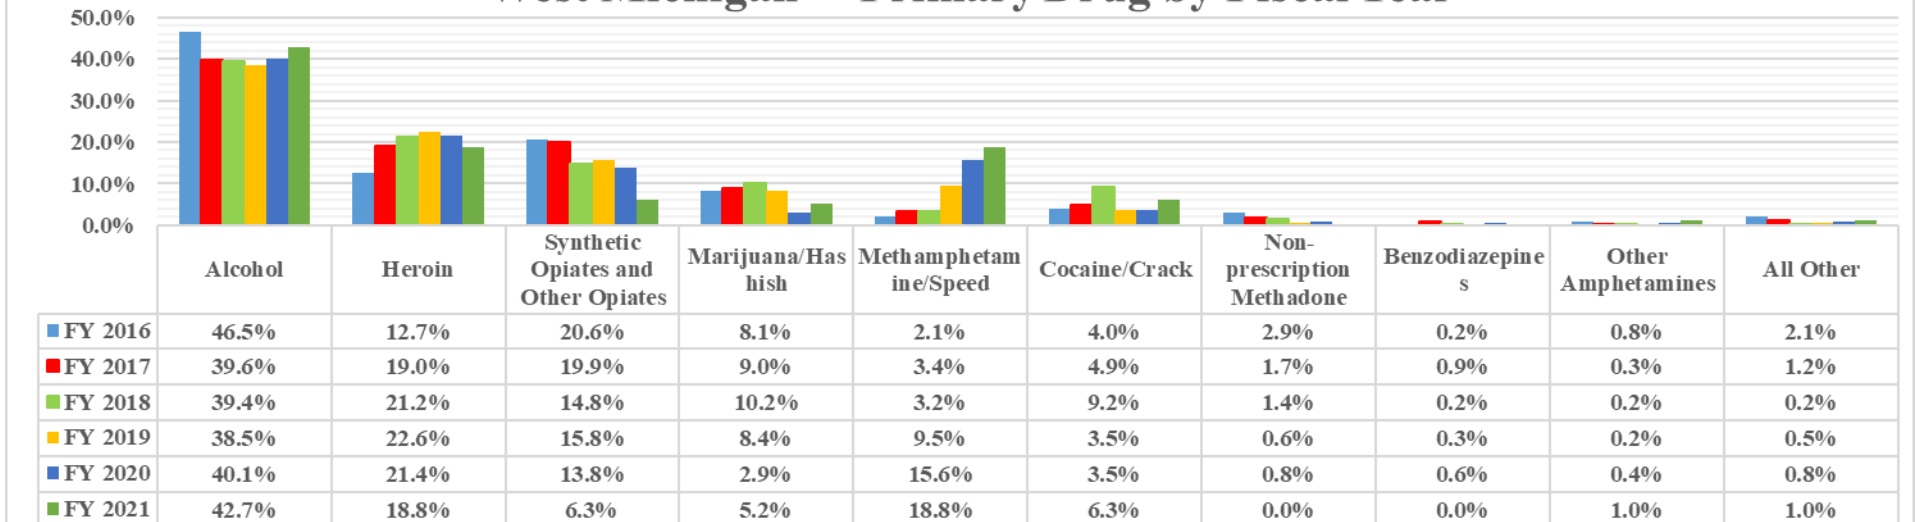 50.0%
40.0%
30.0%
20.0%
10.0%
0.0%
Alcohol
Heroin
Synthetic
Opiates and
Other Opiates
Marijuana/Has
hish
Methamphetam
ine/Speed
Cocaine/Crack
Non-
prescription
Methadone
Benzodiazepine
s
Other
Amphetamines
All Other
FY 2016 46.5% 12.7% 20.6% 8.1% 2.1% 4.0% 2.9% 0.2% 0.8% 2.1%
FY 2017 39.6% 19.0% 19.9% 9.0% 3.4% 4.9% 1.7% 0.9% 0.3% 1.2%
FY 2018 39.4% 21.2% 14.8% 10.2% 3.2% 9.2% 1.4% 0.2% 0.2% 0.2%
FY 2019 38.5% 22.6% 15.8% 8.4% 9.5% 3.5% 0.6% 0.3% 0.2% 0.5%
FY 2020 40.1% 21.4% 13.8% 2.9% 15.6% 3.5% 0.8% 0.6% 0.4% 0.8%
FY 2021 42.7% 18.8% 6.3% 5.2% 18.8% 6.3% 0.0% 0.0% 1.0% 1.0%